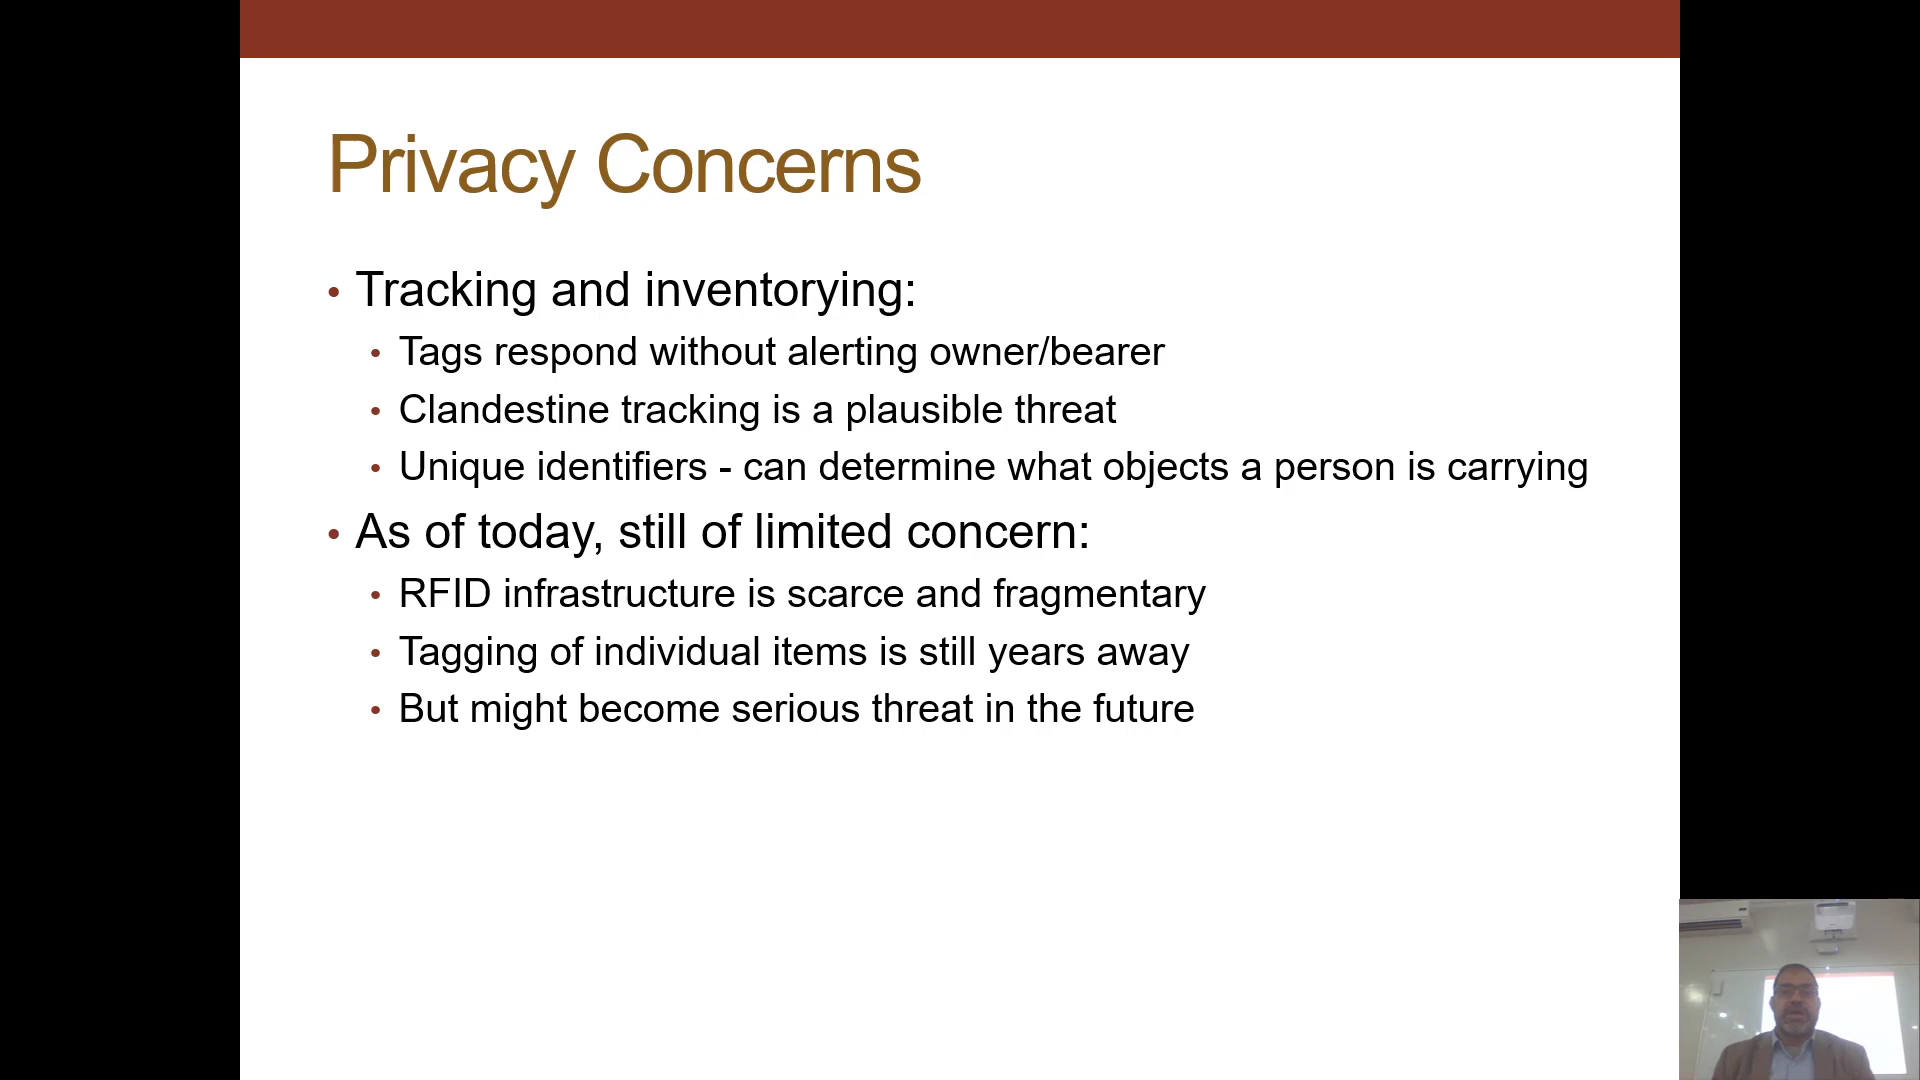 Privacy Concerns
• Tracking and inventorying:
• Tags respond without alerting owner/bearer
• Clandestine tracking is a plausible threat
• Unique identifiers - can determine what objects a person is carrying
• As of today, still of limited concern:
• RFID infrastructure is scarce and fragmentary
• Tagging of individual items is still years away
• But might become serious threat in the future